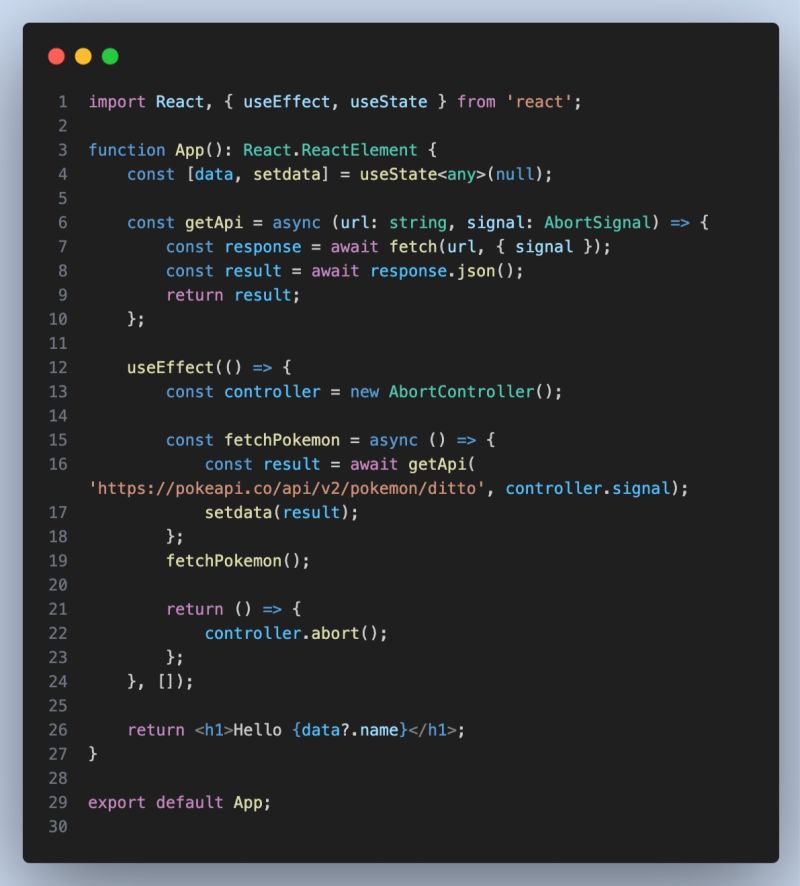 1 import React, { useEffect, useState } from 'react';
2
3 function App(): React.ReactElement {
4     const [data, setdata] = useState<any>(null);
5
6     const getApi = async (url: string, signal: AbortSignal) => {
7         const response = await fetch(url, { signal });
8         const result = await response.json();
9         return result;
10     };
11
12     useEffect(() => {
13         const controller = new AbortController();
14
15         const fetchPokemon = async () => {
16             const result = await getApi(
'https://pokeapi.co/api/v2/pokemon/ditto', controller.signal);
17             setdata(result);
18         };
19         fetchPokemon();
20
21         return () => {
22             controller.abort();
23         };
24     }, []);
25
26     return <h1>Hello {data?.name}</h1>;
27 }
28
29 export default App;
30